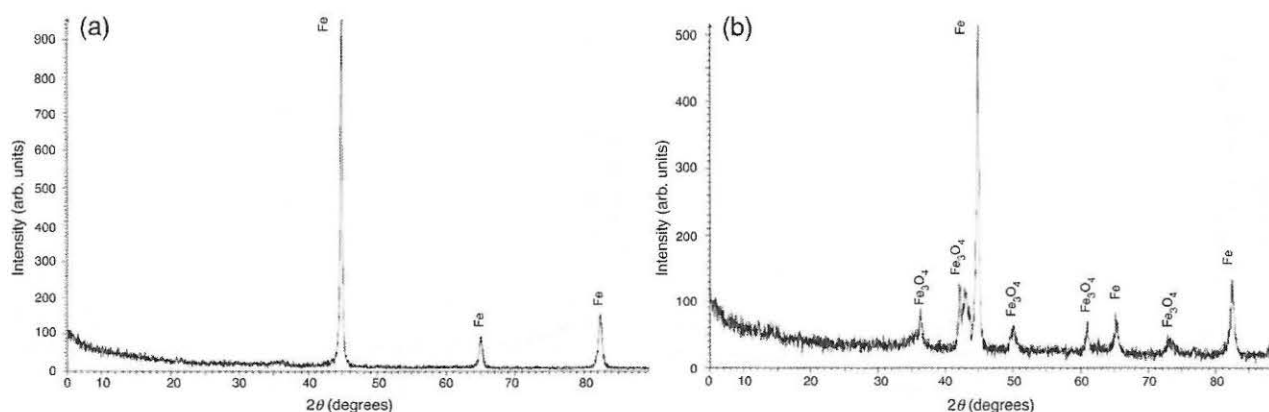 (a)
Fe
Fe
Fe
Intensity (arb. units)
900
800
700
600
500
400
300
200
100
0
0 10 20 30 40 50 60 70 80
2θ (degrees)
(b)
Fe
Fe₃O₄
Fe₃O₄
Fe₃O₄
Fe₃O₄
Fe
Fe₃O₄
Fe
Intensity (arb. units)
500
400
300
200
100
0
0 10 20 30 40 50 60 70 80
2θ (degrees)